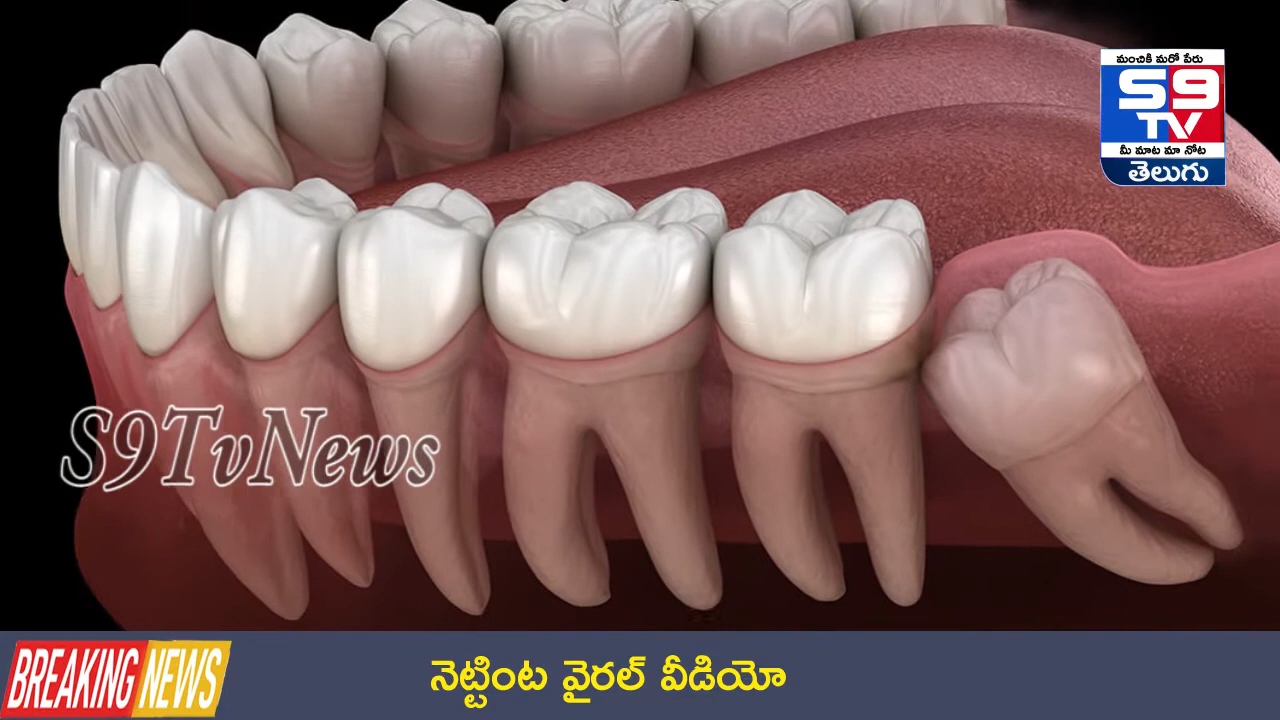 మంచికి మరో పేరు
S9
TV
మీ మాట మా నోట
తెలుగు
S9TvNews
BREAKING NEWS
నెట్టింట వైరల్ వీడియో